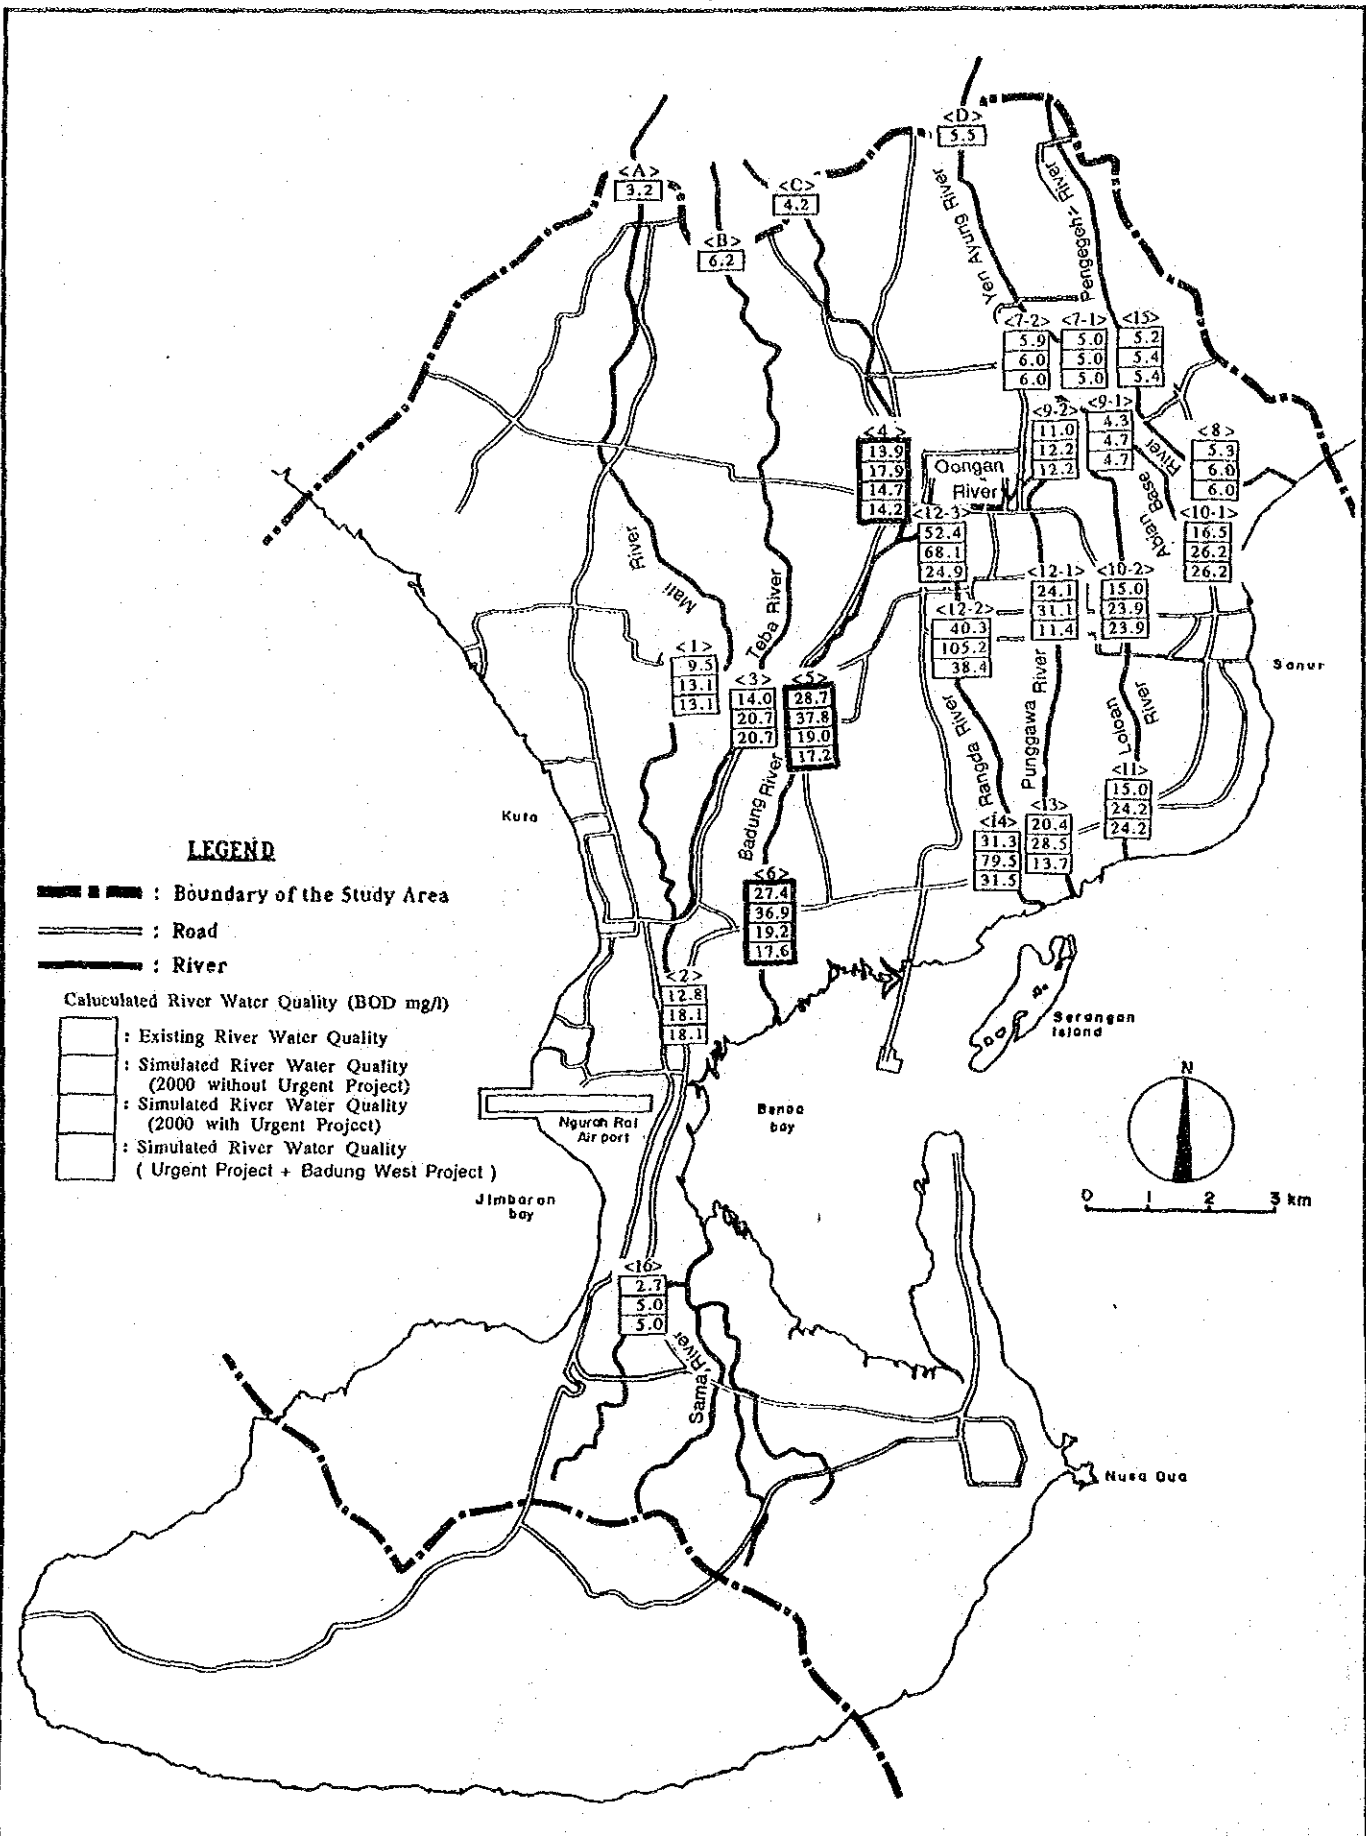 <D>
5.5
<A>
3.2
<C>
4.2
<B>
6.2
Yen Ayung River
Pengegeh River
<7-2>
5.9
6.0
6.0
<7-1>
5.0
5.0
5.0
<15>
5.2
5.4
5.4
<9-2>
11.0
12.2
12.2
<9-1>
4.3
4.7
4.7
<8>
5.3
6.0
6.0
<4>
13.9
17.9
14.7
14.2
Oongan
River
Abian Base River
<12-3>
52.4
68.1
24.9
<10-1>
16.5
26.2
26.2
<12-1>
24.1
31.1
11.4
<10-2>
15.0
23.9
23.9
<12-2>
40.3
105.2
38.4
River
Mati
Teba River
<1>
9.5
13.1
13.1
<3>
14.0
20.7
20.7
<5>
28.7
37.8
19.0
17.2
Sanur
Rangda River
Punggawa River
Loloan
River
<11>
15.0
24.2
24.2
Badung River
<14>
31.3
79.5
31.5
<13>
20.4
28.5
13.7
Kuta
<6>
27.4
36.9
19.2
17.6
<2>
12.8
18.1
18.1
LEGEND
: Boundary of the Study Area
: Road
: River
Caluculated River Water Quality (BOD mg/l)
: Existing River Water Quality
: Simulated River Water Quality
(2000 without Urgent Project)
: Simulated River Water Quality
(2000 with Urgent Project)
: Simulated River Water Quality
( Urgent Project + Badung West Project )
Serangan
Island
Benoa
bay
Ngurah Rai
Air port
Jimbaran
bay
N
0 1 2 3 km
<16>
2.7
5.0
5.0
Sama River
Nusa Dua